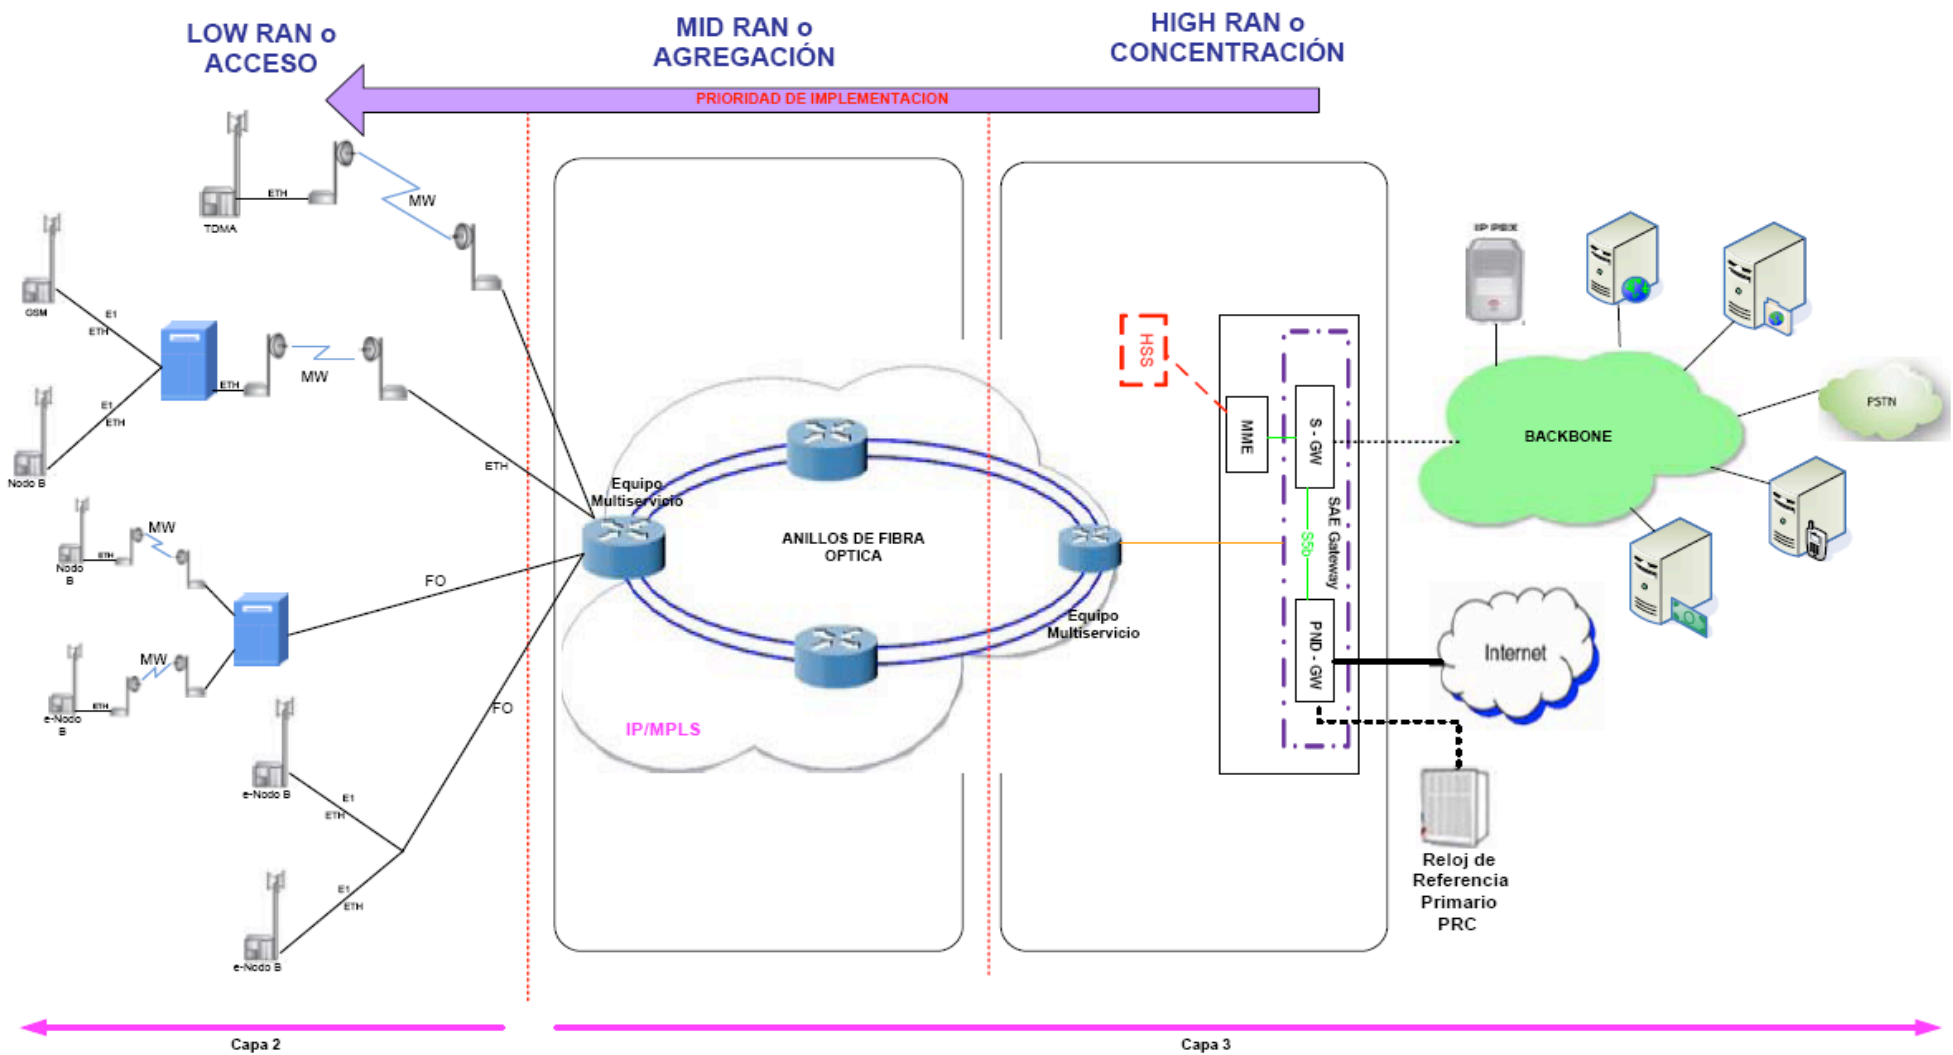 LOW RAN o
ACCESO
MID RAN o
AGREGACIÓN
HIGH RAN o
CONCENTRACIÓN
PRIORIDAD DE IMPLEMENTACION
ETH
MW
TDMA
GSM
E1
ETH
ETH
MW
E1
ETH
Nodo B
ETH
MW
ETH
Nodo
B
MW
ETH
e-Nodo
B
FO
FO
e-Nodo B
E1
ETH
E1
ETH
e-Nodo B
Equipo
Multiservicio
ANILLOS DE FIBRA
OPTICA
Equipo
Multiservicio
IP/MPLS
HSS
MME
S - GW
SAE Gateway
S5b
PND - GW
IP PBX
BACKBONE
PSTN
Internet
Reloj de
Referencia
Primario
PRC
Capa 2
Capa 3